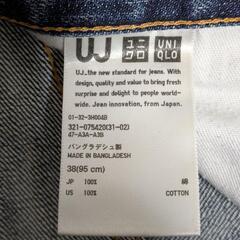 UJ ユニクロ UNIQLO
UJ_the new standard for jeans. With
design, quality and value to bring fresh
surprise and delight to people world-
wide. Jean innovation, from Japan.
01-32-3H004B
321-075420(31-02)
47-A3A-A3B
バングラデシュ製
MADE IN BANGLADESH
38(95 cm)
JP 100% 綿
US 100% COTTON